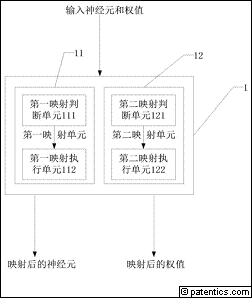 输入神经元和权值
11
12
第一映射判
断单元111
第二映射判
断单元121
第一映射单元
第二映射单元
1
第一映射执
行单元112
第二映射执
行单元122
映射后的神经元
映射后的权值
© patentics.com